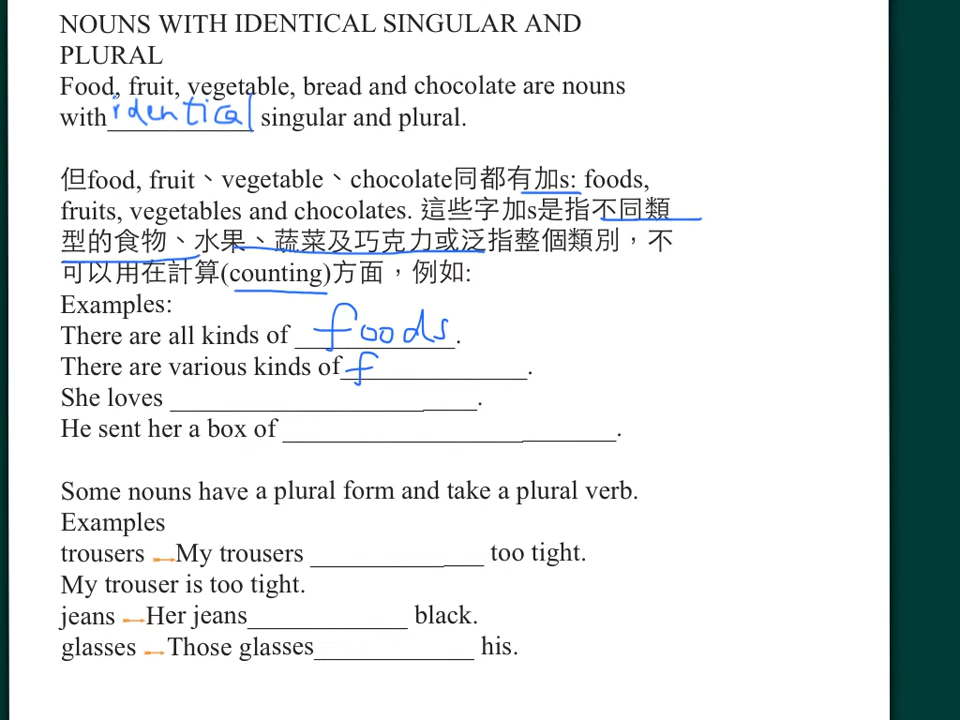 NOUNS WITH IDENTICAL SINGULAR AND
PLURAL
Food, fruit, vegetable, bread and chocolate are nouns
with identical singular and plural.
但food, fruit、vegetable、chocolate同都有加s: foods,
fruits, vegetables and chocolates. 這些字加s是指不同類
型的食物、水果、蔬菜及巧克力或泛指整個類別，不
可以用在計算(counting)方面，例如:
Examples:
There are all kinds of foods.
There are various kinds of f____________.
She loves ______________________.
He sent her a box of ________________________.
Some nouns have a plural form and take a plural verb.
Examples
trousers My trousers ____________ too tight.
My trouser is too tight.
jeans Her jeans____________ black.
glasses Those glasses____________ his.